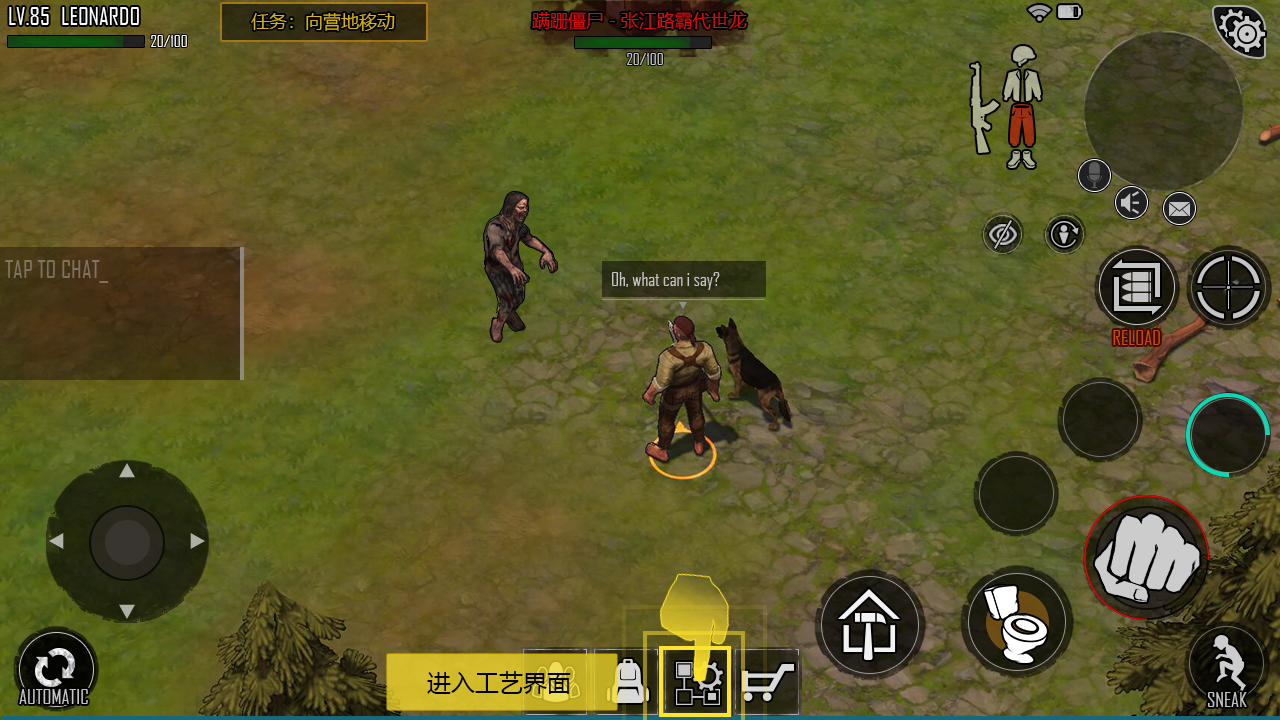 LV.85 LEONARDO
20/100
任务：向营地移动
蹒跚僵尸 - 张江路霸代世龙
20/100
TAP TO CHAT_
Oh, what can i say?
RELOAD
AUTOMATIC
进入工艺界面
SNEAK